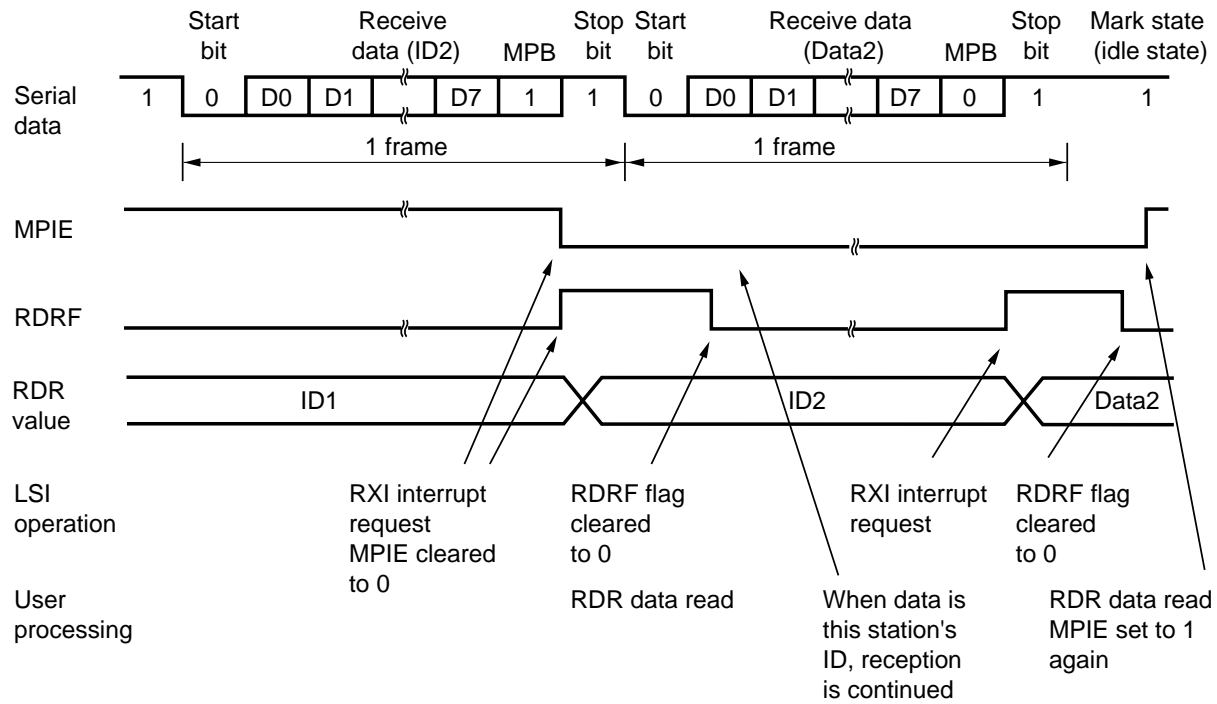 Start bit
Receive data (ID2)
MPB
Stop bit
Start bit
Receive data (Data2)
MPB
Stop bit
Mark state (idle state)
Serial data
1 0 D0 D1 D7 1 1 0 D0 D1 D7 0 1 1
1 frame
1 frame
MPIE
RDRF
RDR value
ID1
ID2
Data2
LSI operation
RXI interrupt request
MPIE cleared to 0
RDRF flag cleared to 0
RXI interrupt request
RDRF flag cleared to 0
User processing
RDR data read
When data is this station's ID, reception is continued
RDR data read
MPIE set to 1 again